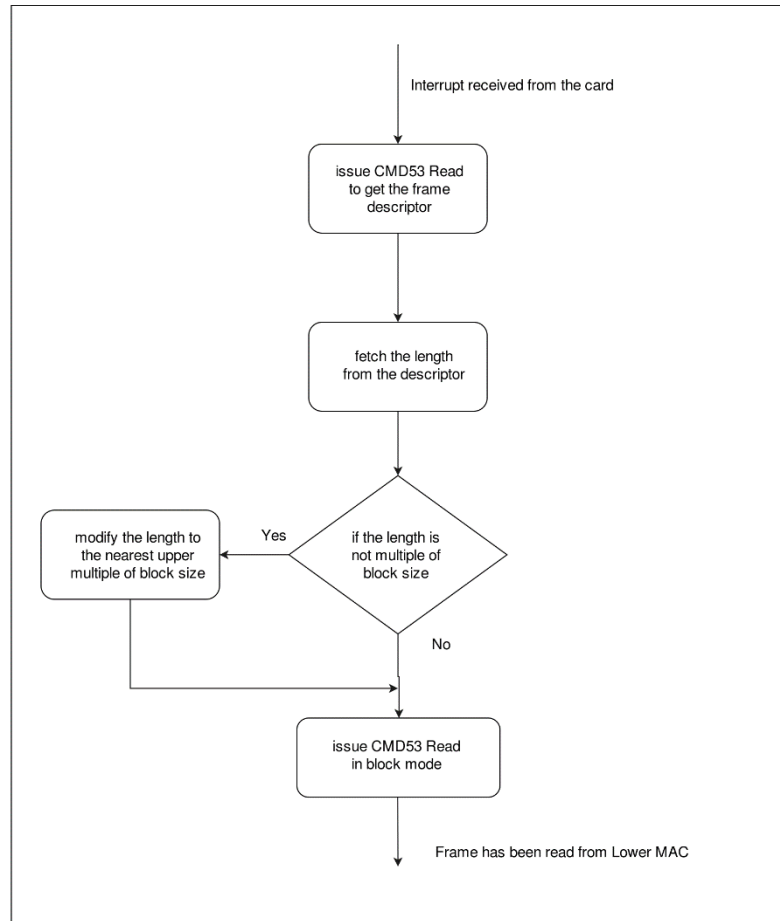 Interrupt received from the card
issue CMD53 Read
to get the frame
descriptor
fetch the length
from the descriptor
if the length is
not multiple of
block size
Yes
modify the length to
the nearest upper
multiple of block size
No
issue CMD53 Read
in block mode
Frame has been read from Lower MAC